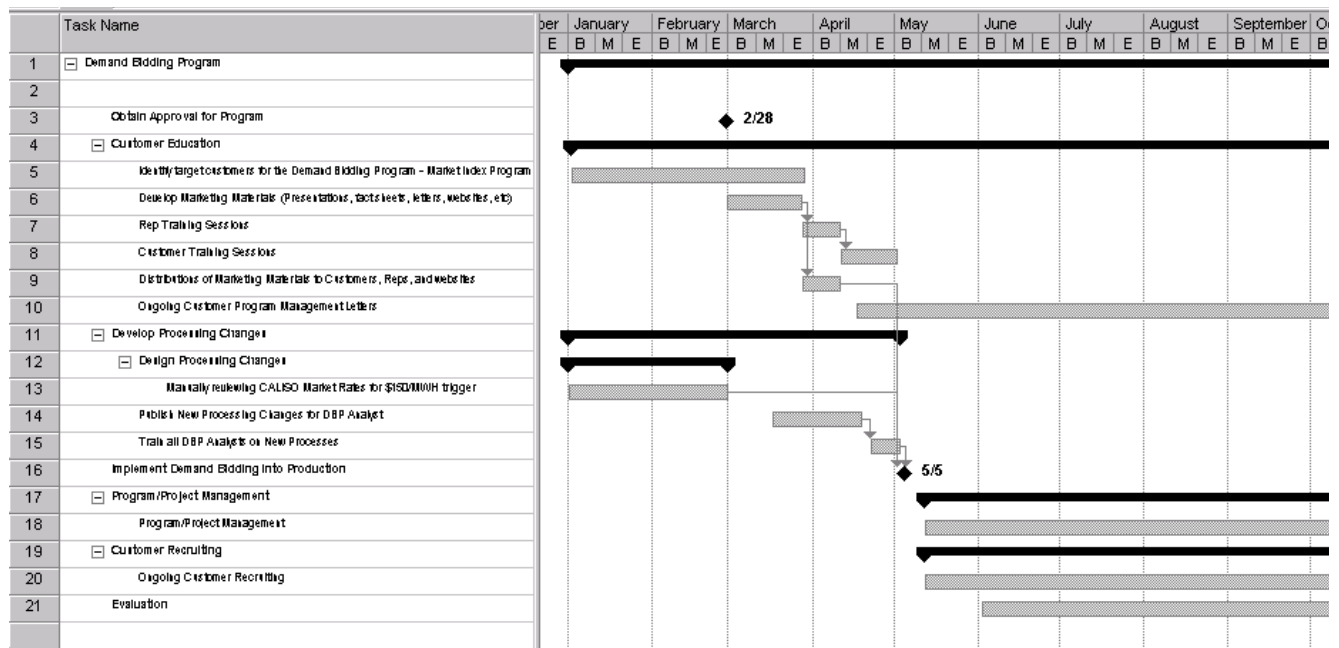 Task Name
ber January February March April May June July August September Oc
E B M E B M E B M E B M E B M E B M E B M E B M E B M E B
1 Demand Bidding Program
2
3 Obtain Approval for Program 2/28
4 Customer Education
5 Identify target customers for the Demand Bidding Program - Market Index Program
6 Develop Marketing Materials (Presentations, fact sheets, letters, websites, etc)
7 Rep Training Sessions
8 Customer Training Sessions
9 Distributions of Marketing Materials to Customers, Reps, and websites
10 Ongoing Customer Program Management Letters
11 Develop Processing Changes
12 Design Processing Changes
13 Manually reviewing CALISO Market Rates for $150/MWH trigger
14 Publish New Processing Changes for DBP Analyst
15 Train all DBP Analysts on New Processes
16 Implement Demand Bidding into Production 5/5
17 Program/Project Management
18 Program/Project Management
19 Customer Recruiting
20 Ongoing Customer Recruiting
21 Evaluation